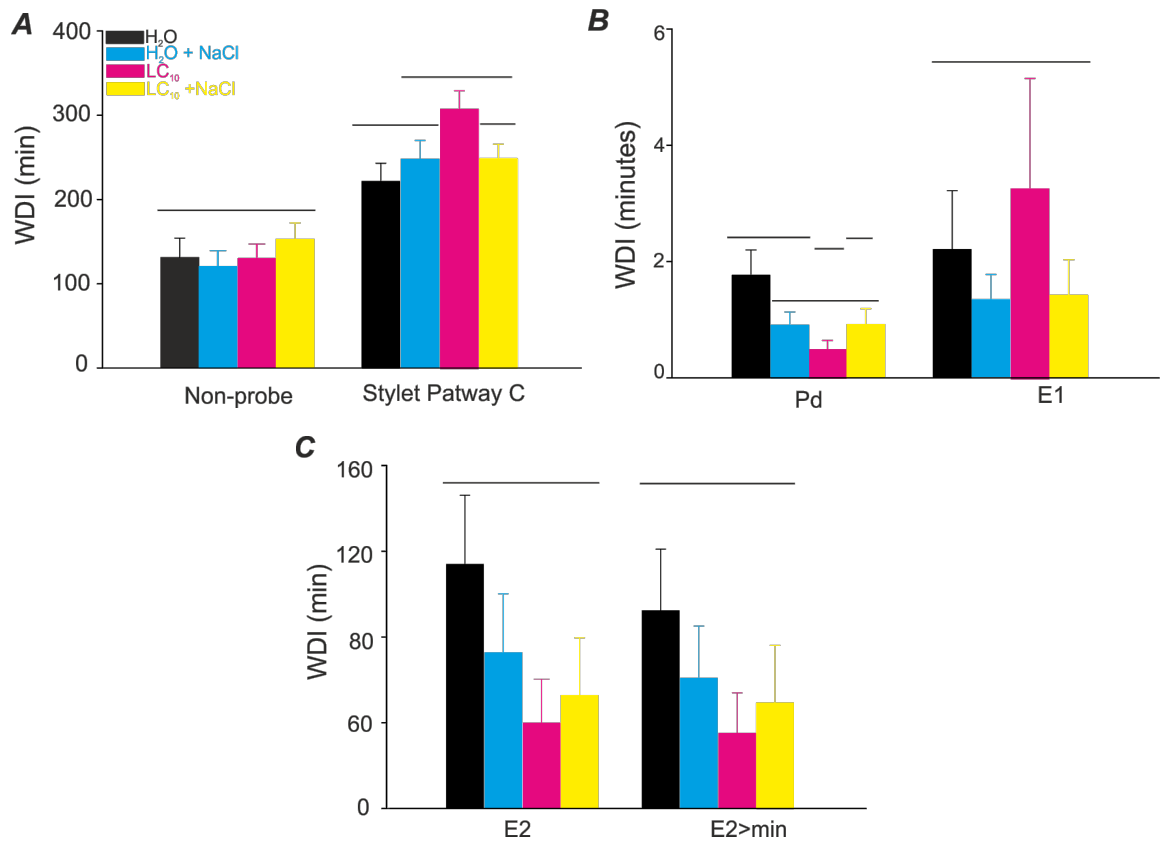 A
400
300
200
100
0
WDI (min)
H₂O
H₂O + NaCl
LC₁₀
LC₁₀ +NaCl
Non-probe
Stylet Patway C
B
6
4
2
0
WDI (minutes)
Pd
E1
C
160
120
80
60
0
WDI (min)
E2
E2>min